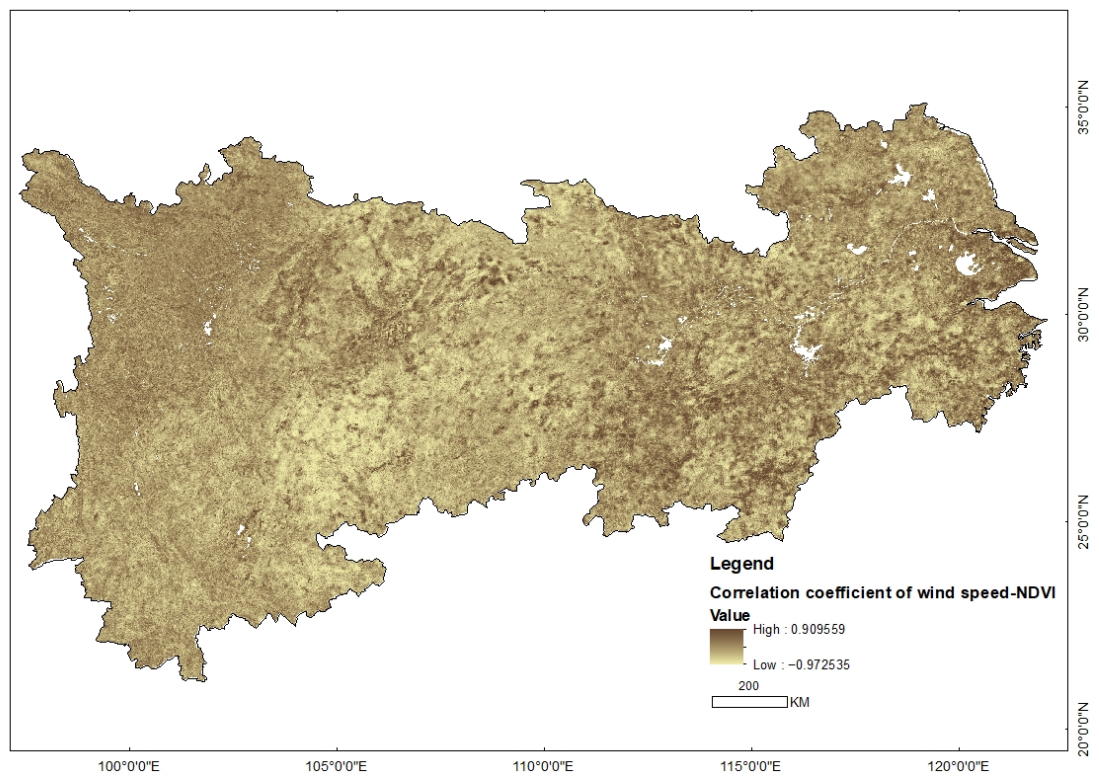 35°0'0"N
30°0'0"N
25°0'0"N
20°0'0"N
Legend
Correlation coefficient of wind speed-NDVI
Value
High : 0.909559
Low : −0.972535
200
KM
100°0'0"E
105°0'0"E
110°0'0"E
115°0'0"E
120°0'0"E